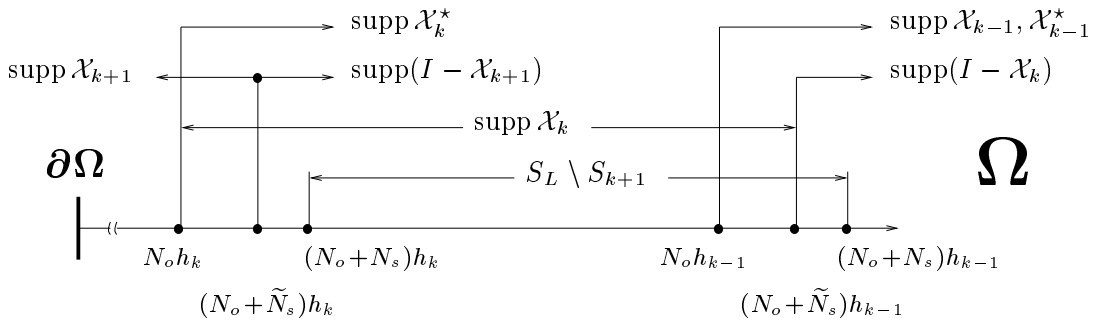 supp 𝒳_k^⋆ supp 𝒳_{k−1}, 𝒳_{k−1}^⋆
supp 𝒳_{k+1} supp(I − 𝒳_{k+1}) supp(I − 𝒳_k)
supp 𝒳_k
∂Ω S_L \ S_{k+1} Ω
N_o h_k (N_o+N_s)h_k N_o h_{k−1} (N_o+N_s)h_{k−1}
(N_o+Ñ_s)h_k (N_o+Ñ_s)h_{k−1}